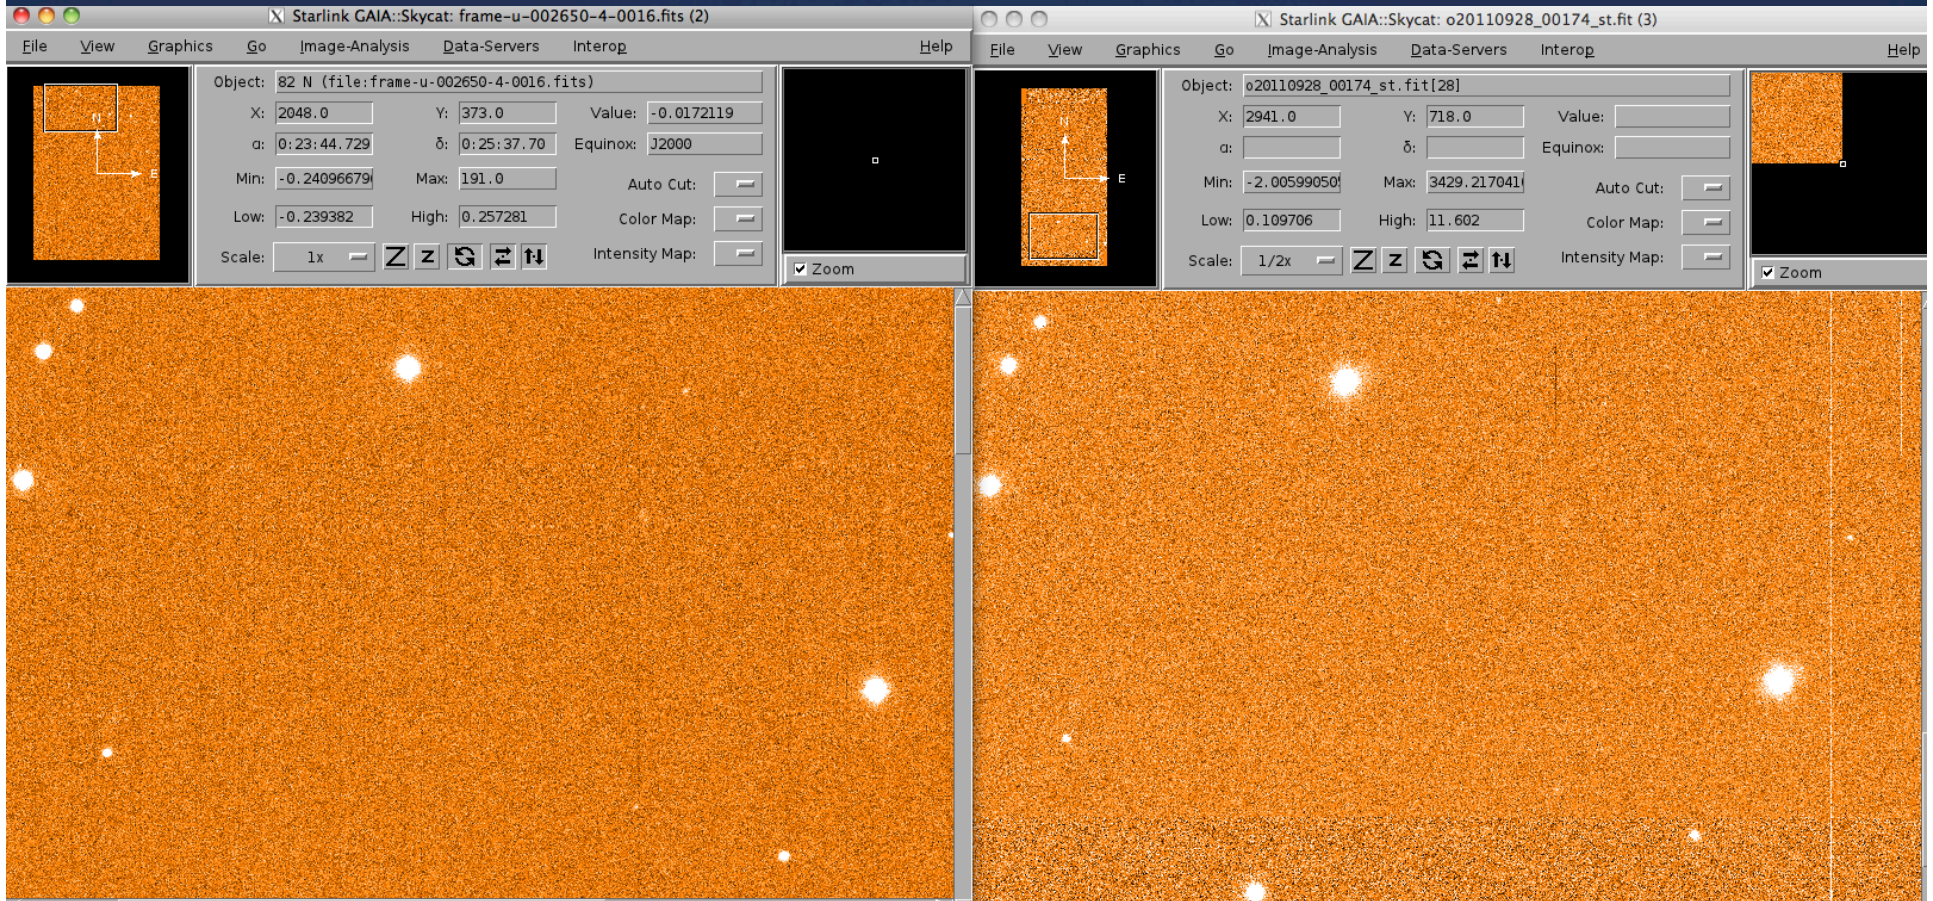 Starlink GAIA::Skycat: frame-u-002650-4-0016.fits (2)
File View Graphics Go Image-Analysis Data-Servers Interop Help
Object: 82 N (file:frame-u-002650-4-0016.fits)
X: 2048.0 Y: 373.0 Value: -0.0172119
α: 0:23:44.729 δ: 0:25:37.70 Equinox: J2000
Min: -0.24096679 Max: 191.0 Auto Cut:
Low: -0.239382 High: 0.257281 Color Map:
Scale: 1x Z z Intensity Map:
N
E
Zoom
Starlink GAIA::Skycat: o20110928_00174_st.fit (3)
File View Graphics Go Image-Analysis Data-Servers Interop Help
Object: o20110928_00174_st.fit[28]
X: 2941.0 Y: 718.0 Value:
α: δ: Equinox:
Min: -2.0059905 Max: 3429.217041 Auto Cut:
Low: 0.109706 High: 11.602 Color Map:
Scale: 1/2x Z z Intensity Map:
N
E
Zoom